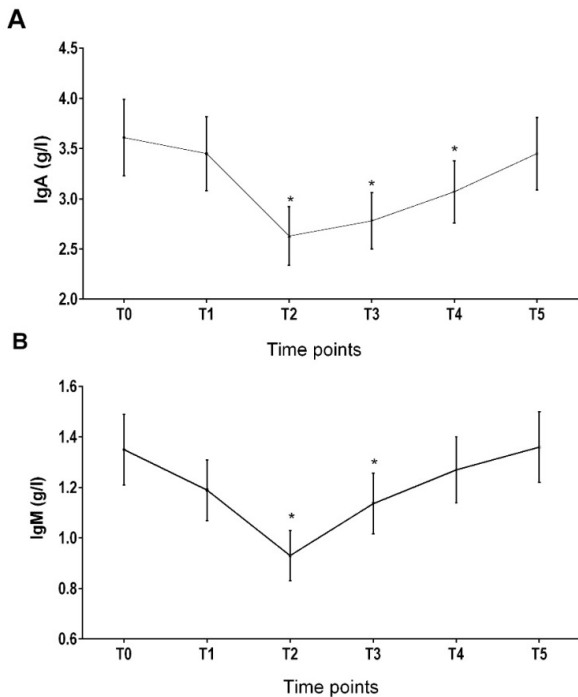 A
IgA (g/l)
4.5
4.0
3.5
3.0
2.5
2.0
* * *
T0 T1 T2 T3 T4 T5
Time points
B
IgM (g/l)
1.6
1.4
1.2
1.0
0.8
0.6
* *
T0 T1 T2 T3 T4 T5
Time points